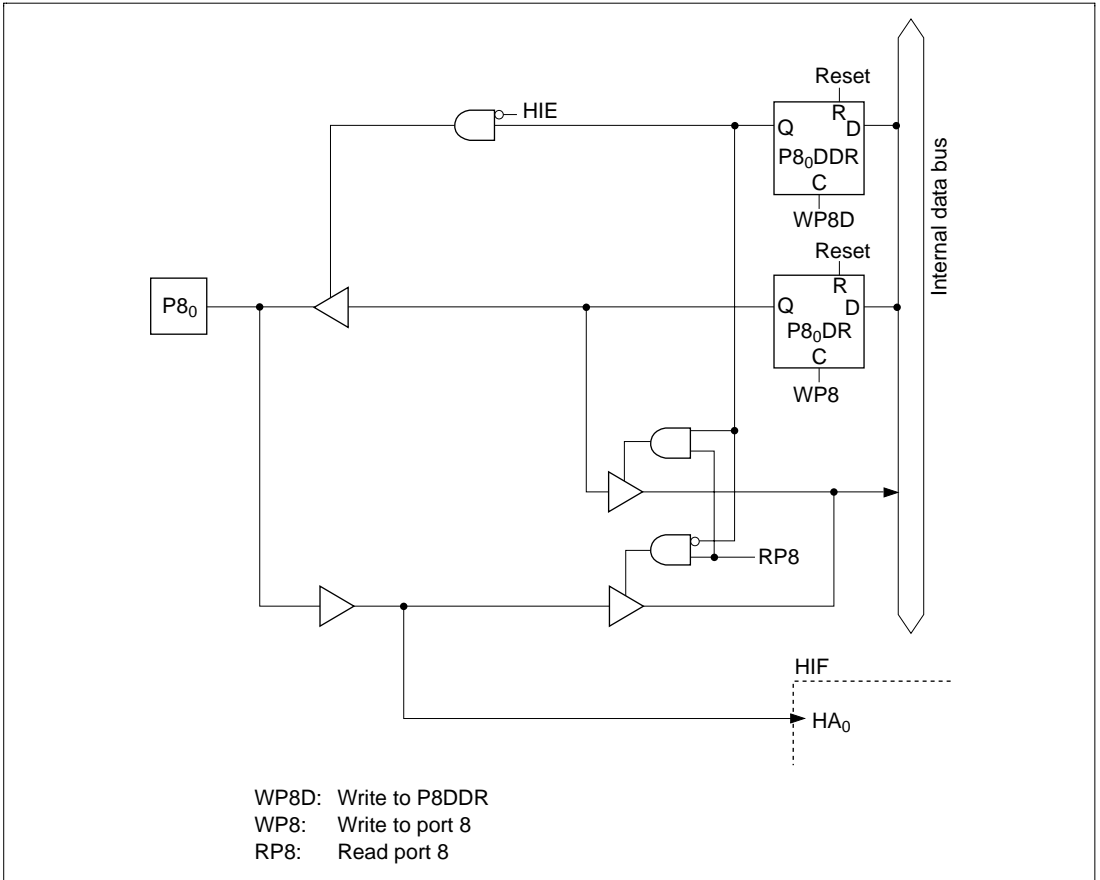 Reset
HIE
R
Q D
P8₀DDR
C
WP8D
Reset
P8₀
R
Q D
P8₀DR
C
WP8
Internal data bus
RP8
HIF
HA₀
WP8D: Write to P8DDR
WP8: Write to port 8
RP8: Read port 8